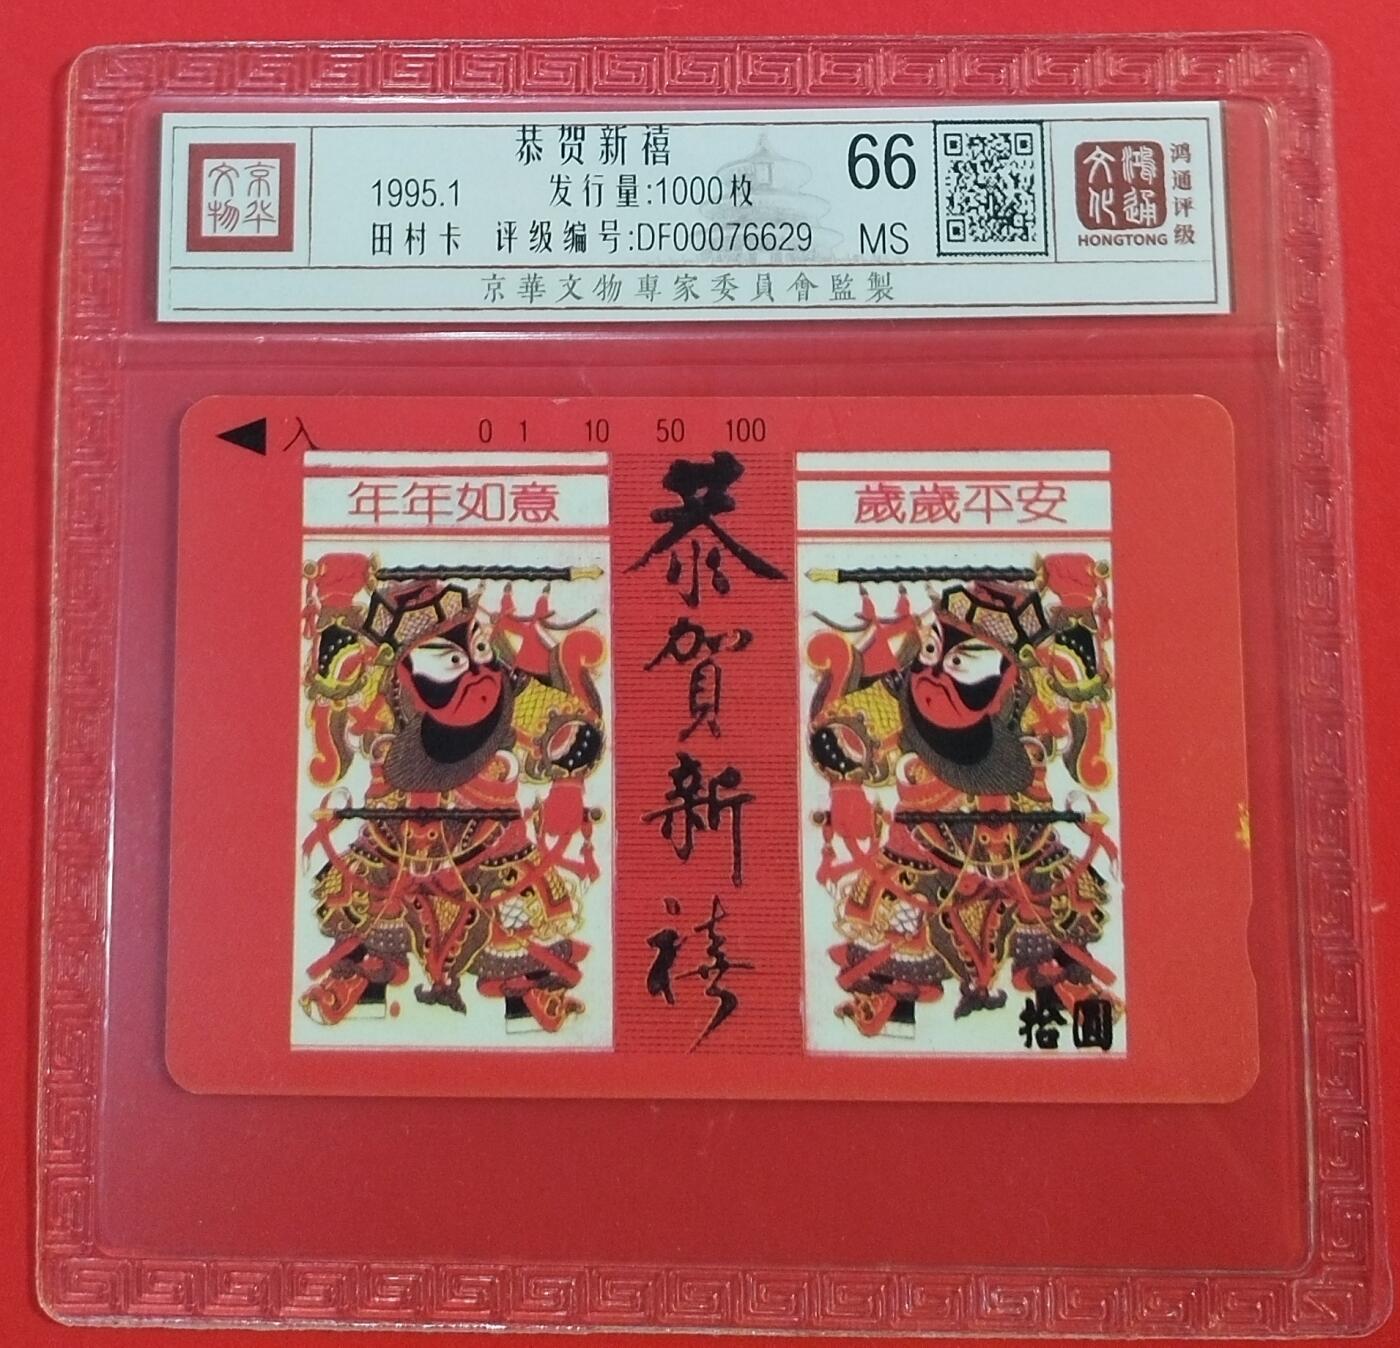 京华文物
恭贺新禧
1995.1 发行量:1000枚
田村卡 评级编号:DF00076629
66
MS
鸿通文化
HONGTONG
鸿通评级
京華文物專家委員會監製
入 0 1 10 50 100
年年如意
恭賀新禧
歲歲平安
拾圓